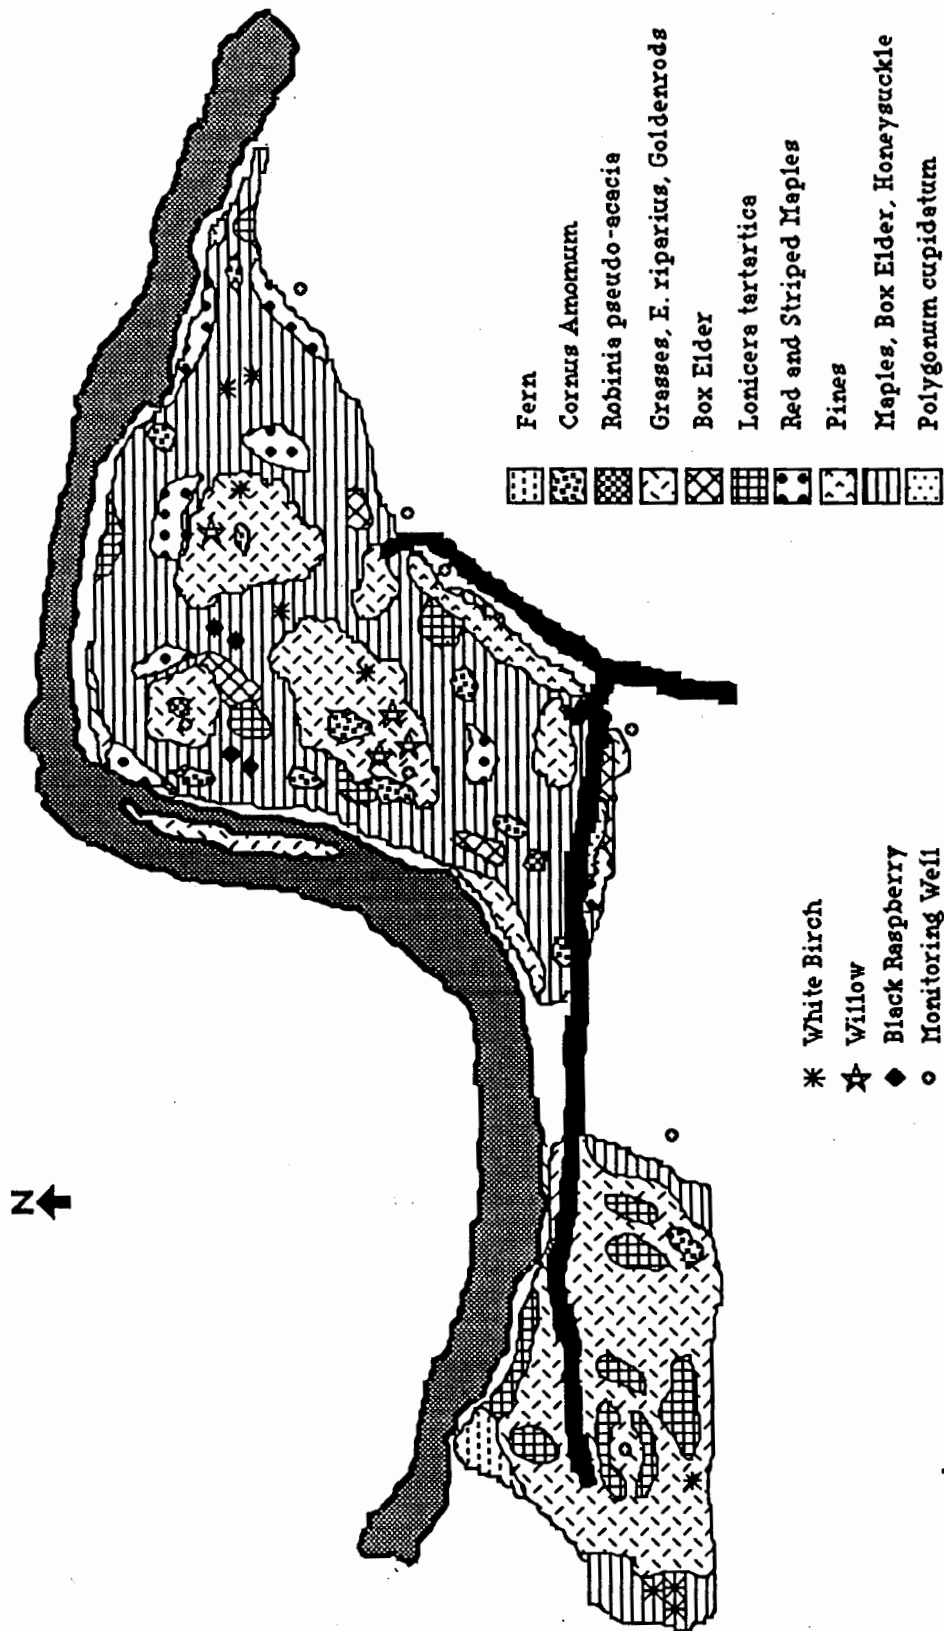 N
Fern
Cornus Amomum
Robinia pseudo-acacia
Grasses, E. riparius, Goldenrods
Box Elder
Lonicera tartartica
Red and Striped Maples
Pines
Maples, Box Elder, Honeysuckle
Polygonum cupidatum
White Birch
Willow
Black Raspberry
Monitoring Well